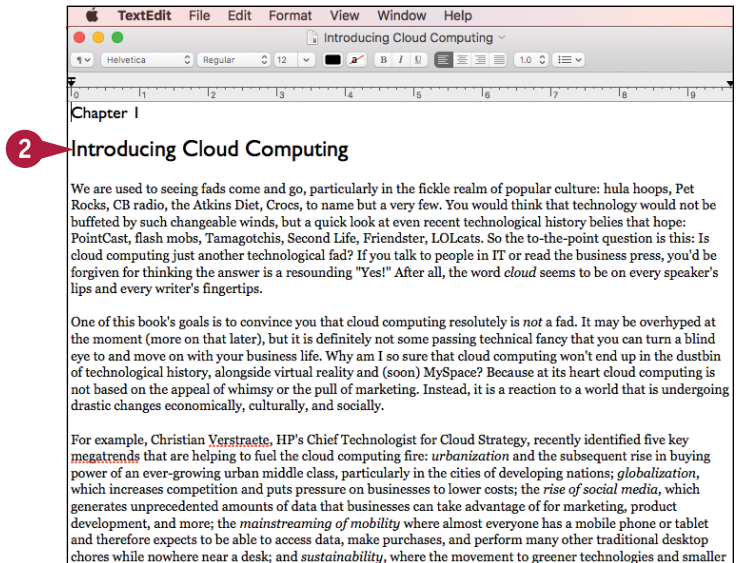 TextEdit File Edit Format View Window Help
Introducing Cloud Computing
¶ Helvetica Regular 12 a B I U 1.0
0 1 2 3 4 5 6 7 8 9
Chapter 1
2
Introducing Cloud Computing
We are used to seeing fads come and go, particularly in the fickle realm of popular culture: hula hoops, Pet
Rocks, CB radio, the Atkins Diet, Crocs, to name but a very few. You would think that technology would not be
buffeted by such changeable winds, but a quick look at even recent technological history belies that hope:
PointCast, flash mobs, Tamagotchis, Second Life, Friendster, LOLcats. So the to-the-point question is this: Is
cloud computing just another technological fad? If you talk to people in IT or read the business press, you'd be
forgiven for thinking the answer is a resounding "Yes!" After all, the word cloud seems to be on every speaker's
lips and every writer's fingertips.
One of this book's goals is to convince you that cloud computing resolutely is not a fad. It may be overhyped at
the moment (more on that later), but it is definitely not some passing technical fancy that you can turn a blind
eye to and move on with your business life. Why am I so sure that cloud computing won't end up in the dustbin
of technological history, alongside virtual reality and (soon) MySpace? Because at its heart cloud computing is
not based on the appeal of whimsy or the pull of marketing. Instead, it is a reaction to a world that is undergoing
drastic changes economically, culturally, and socially.
For example, Christian Verstraete, HP's Chief Technologist for Cloud Strategy, recently identified five key
megatrends that are helping to fuel the cloud computing fire: urbanization and the subsequent rise in buying
power of an ever-growing urban middle class, particularly in the cities of developing nations; globalization,
which increases competition and puts pressure on businesses to lower costs; the rise of social media, which
generates unprecedented amounts of data that businesses can take advantage of for marketing, product
development, and more; the mainstreaming of mobility where almost everyone has a mobile phone or tablet
and therefore expects to be able to access data, make purchases, and perform many other traditional desktop
chores while nowhere near a desk; and sustainability, where the movement to greener technologies and smaller